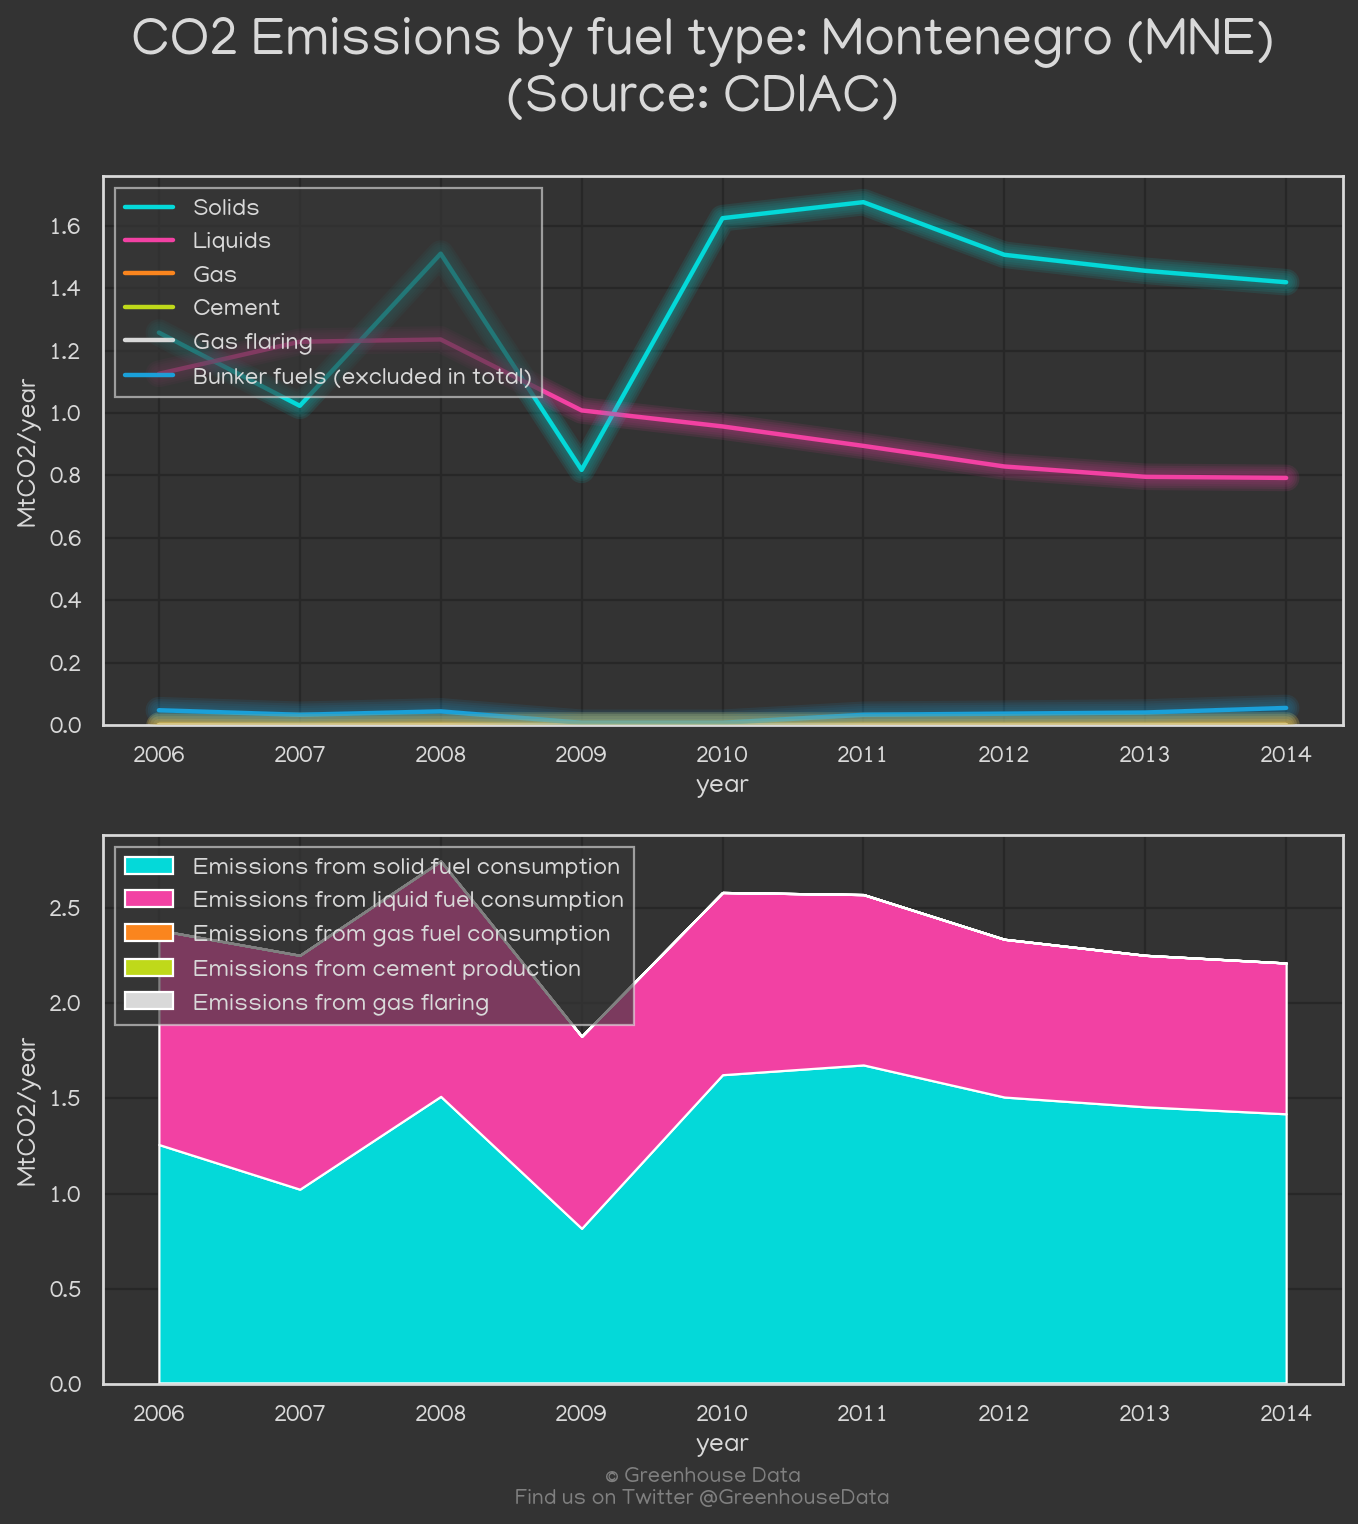 CO2 Emissions by fuel type: Montenegro (MNE)
(Source: CDIAC)
Solids
Liquids
Gas
Cement
Gas flaring
Bunker fuels (excluded in total)
MtCO2/year
1.6
1.4
1.2
1.0
0.8
0.6
0.4
0.2
0.0
2006 2007 2008 2009 2010 2011 2012 2013 2014
year
Emissions from solid fuel consumption
Emissions from liquid fuel consumption
Emissions from gas fuel consumption
Emissions from cement production
Emissions from gas flaring
MtCO2/year
2.5
2.0
1.5
1.0
0.5
0.0
2006 2007 2008 2009 2010 2011 2012 2013 2014
year
© Greenhouse Data
Find us on Twitter @GreenhouseData